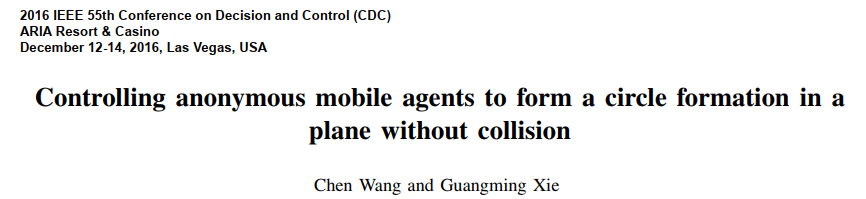 2016 IEEE 55th Conference on Decision and Control (CDC)
ARIA Resort & Casino
December 12-14, 2016, Las Vegas, USA
Controlling anonymous mobile agents to form a circle formation in a
plane without collision
Chen Wang and Guangming Xie